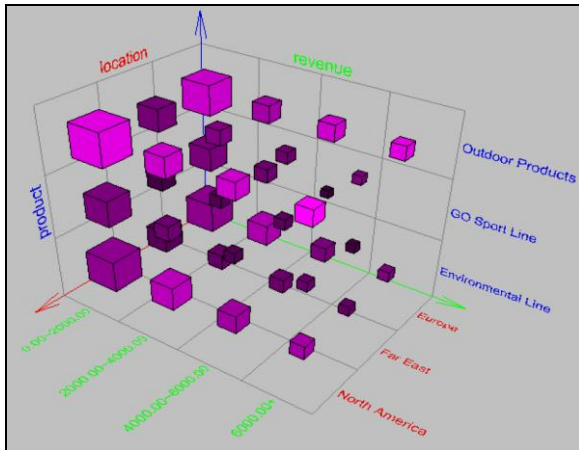 location
revenue
product
Outdoor Products
GO Sport Line
Environmental Line
Europe
Far East
North America
0.00~2000.00
2000.00~4000.00
4000.00~6000.00
6000.00+